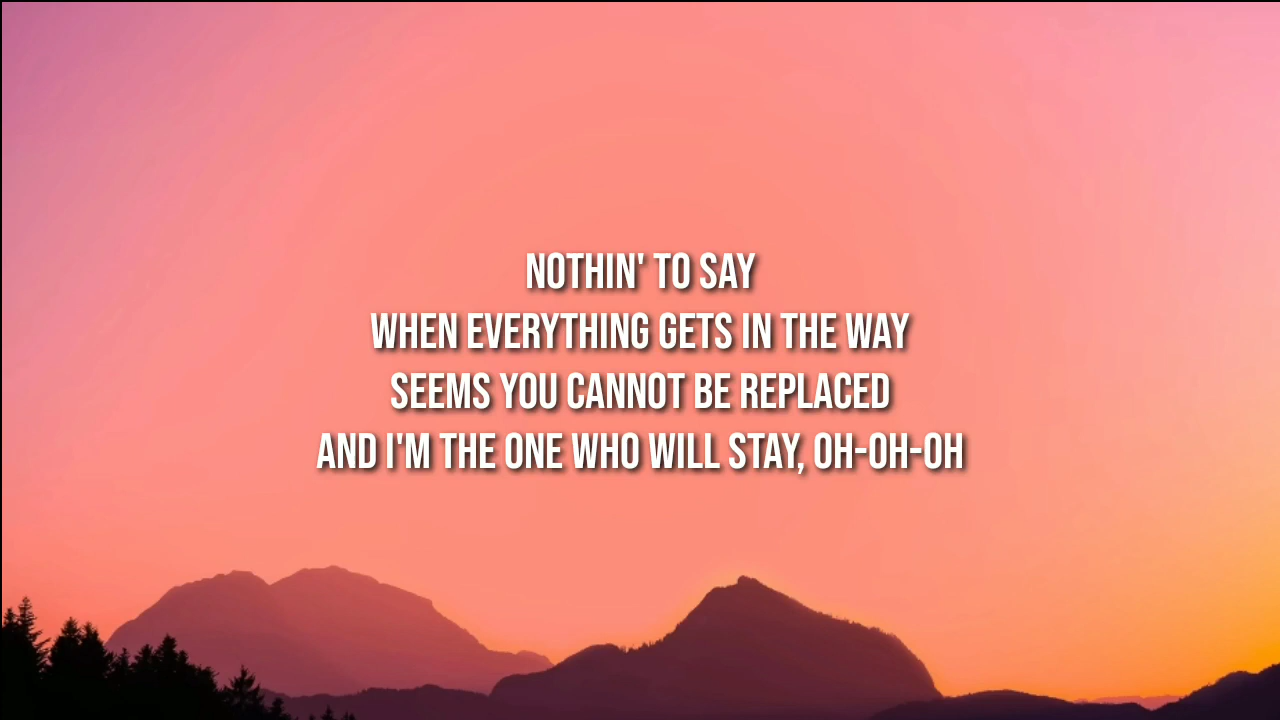 NOTHIN' TO SAY
WHEN EVERYTHING GETS IN THE WAY
SEEMS YOU CANNOT BE REPLACED
AND I'M THE ONE WHO WILL STAY, OH-OH-OH